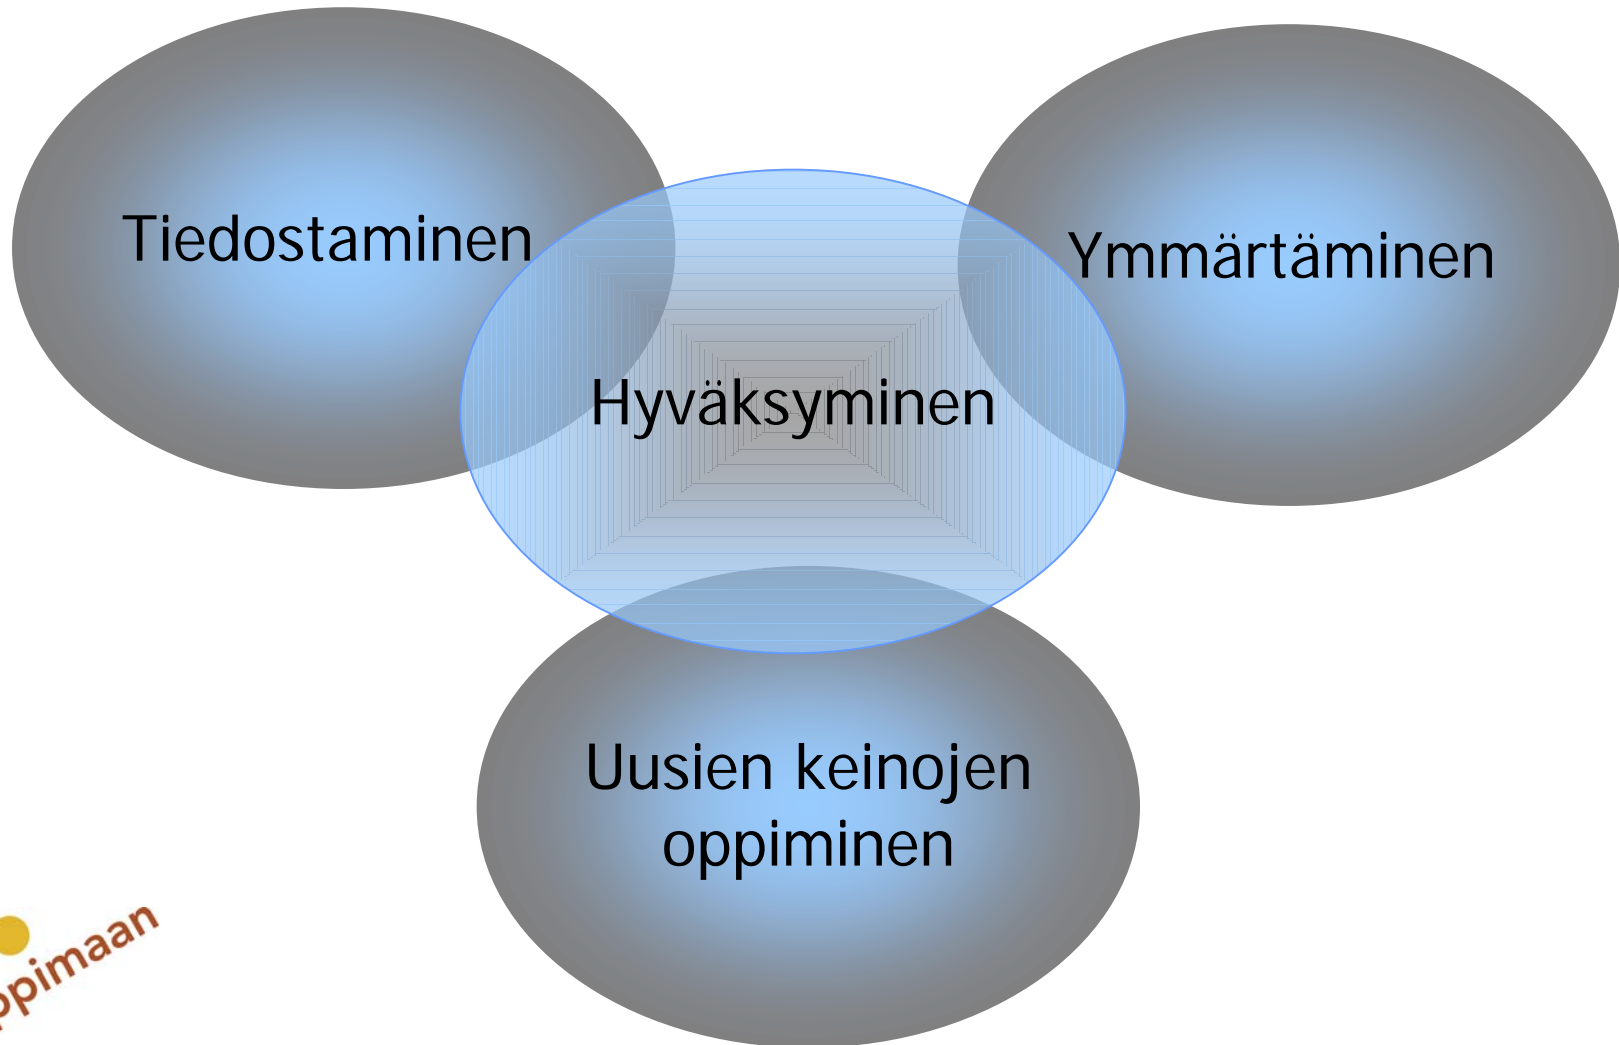 Tiedostaminen
Ymmärtäminen
Hyväksyminen
Uusien keinojen
oppiminen